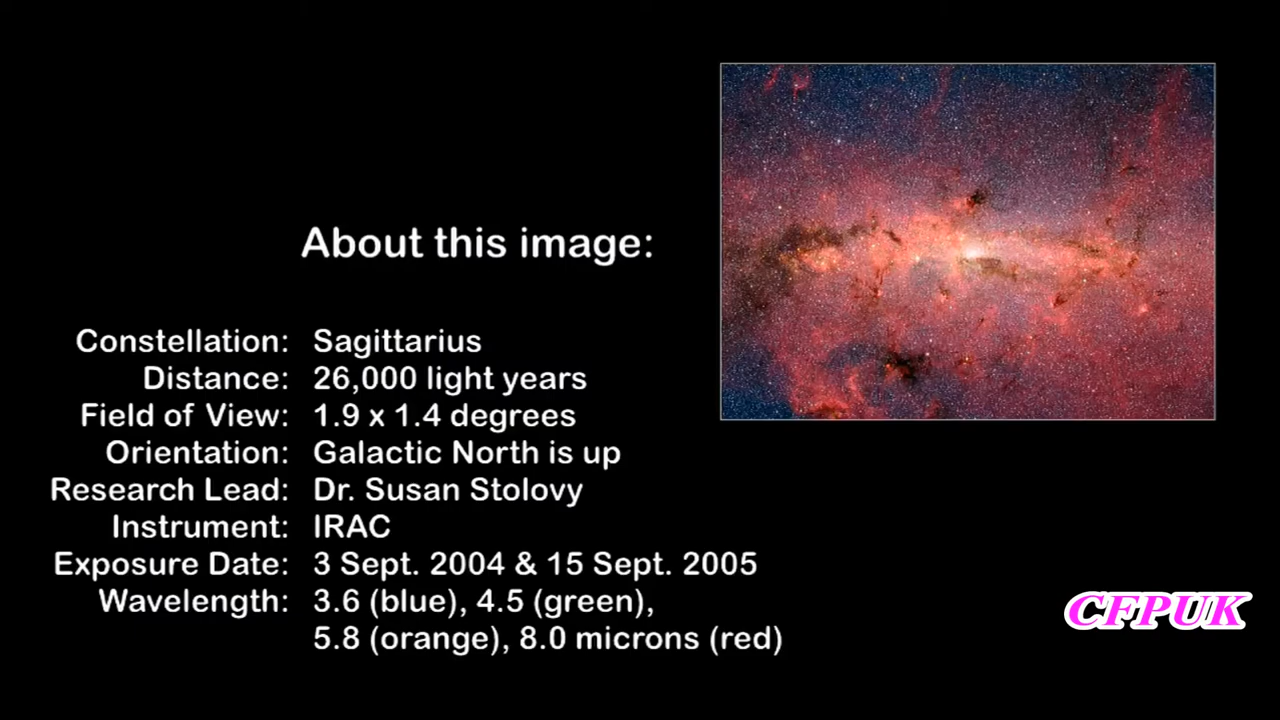 About this image:
Constellation: Sagittarius
Distance: 26,000 light years
Field of View: 1.9 x 1.4 degrees
Orientation: Galactic North is up
Research Lead: Dr. Susan Stolovy
Instrument: IRAC
Exposure Date: 3 Sept. 2004 & 15 Sept. 2005
Wavelength: 3.6 (blue), 4.5 (green),
5.8 (orange), 8.0 microns (red)
CFPUK